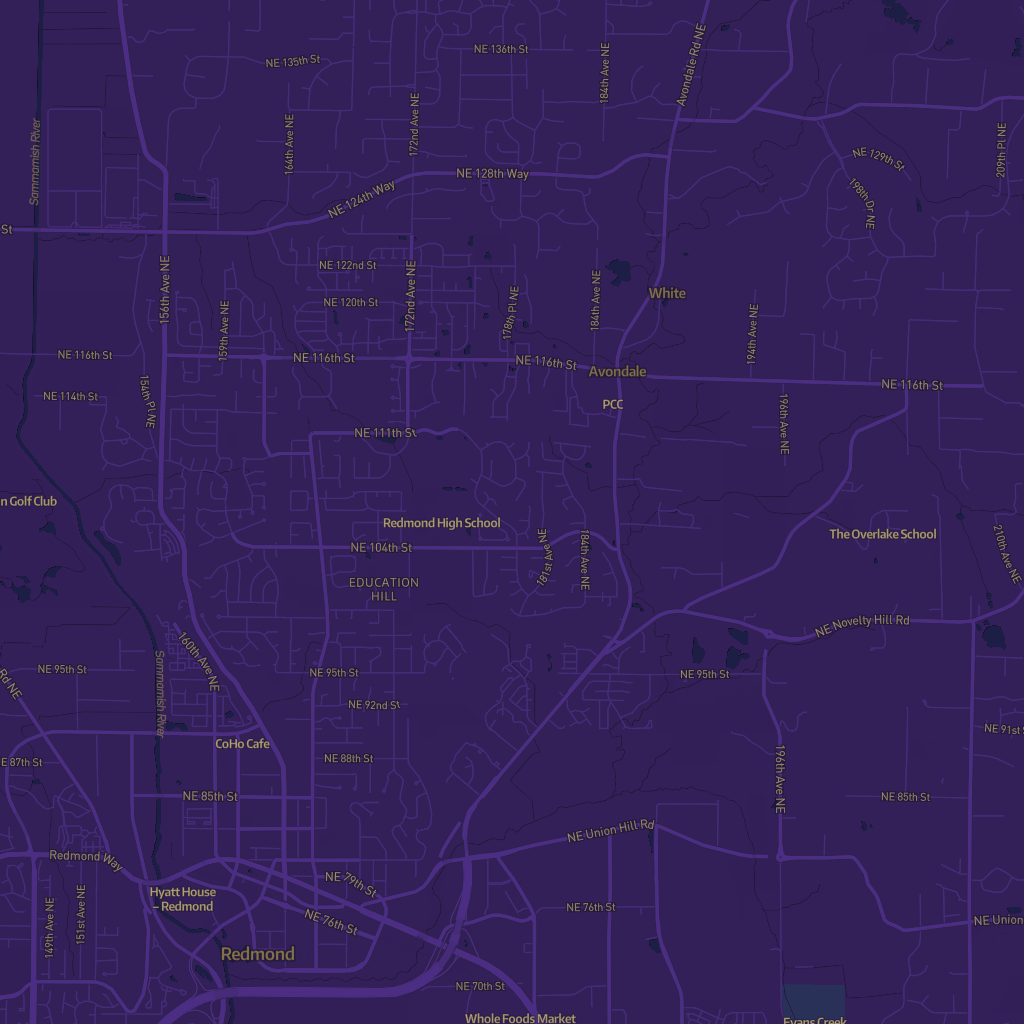 NE 136th St
NE 135th St
184th Ave NE
Avondale Rd NE
172nd Ave NE
164th Ave NE
Sammamish River
209th Pl NE
NE 129th St
NE 128th Way
NE 124th Way
198th Dr NE
St
NE 122nd St
156th Ave NE
172nd Ave NE
White
NE 120th St
178th Pl NE
184th Ave NE
159th Ave NE
194th Ave NE
NE 116th St
NE 116th St
NE 116th St
Avondale
NE 116th St
NE 114th St
154th Pl NE
PCC
196th Ave NE
NE 111th St
n Golf Club
Redmond High School
The Overlake School
NE 104th St
181st Ave NE
184th Ave NE
210th Ave NE
EDUCATION
HILL
NE Novelty Hill Rd
160th Ave NE
NE 95th St
Rd NE
Sammamish River
NE 95th St
NE 95th St
NE 92nd St
NE 91st S
CoHo Cafe
E 87th St
NE 88th St
196th Ave NE
NE 85th St
NE 85th St
NE Union Hill Rd
Redmond Way
NE 79th St
Hyatt House
– Redmond
149th Ave NE
151st Ave NE
NE 76th St
NE 76th St
NE Union
Redmond
NE 70th St
Whole Foods Market
Evans Creek